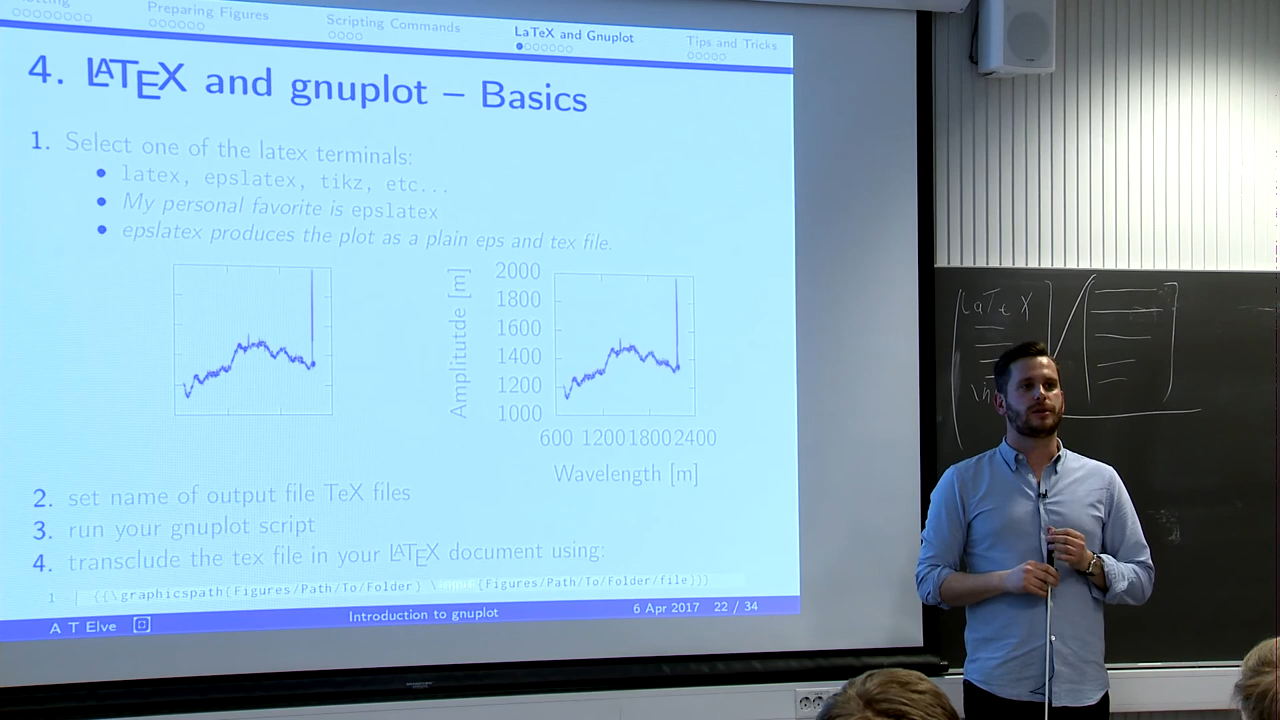 Preparing Figures
Scripting Commands
LaTeX and Gnuplot
Tips and Tricks
4. LATEX and gnuplot – Basics
1. Select one of the latex terminals:
• latex, epslatex, tikz, etc...
• My personal favorite is epslatex
• epslatex produces the plot as a plain eps and tex file.
Amplitutde [m]
2000
1800
1600
1400
1200
1000
600 1200 1800 2400
Wavelength [m]
2. set name of output file TeX files
3. run your gnuplot script
4. transclude the tex file in your LATEX document using:
1 {{\graphicspath{Figures/Path/To/Folder} \input{Figures/Path/To/Folder/file}}}
A T Elve
Introduction to gnuplot
6 Apr 2017 22 / 34
LaTeX